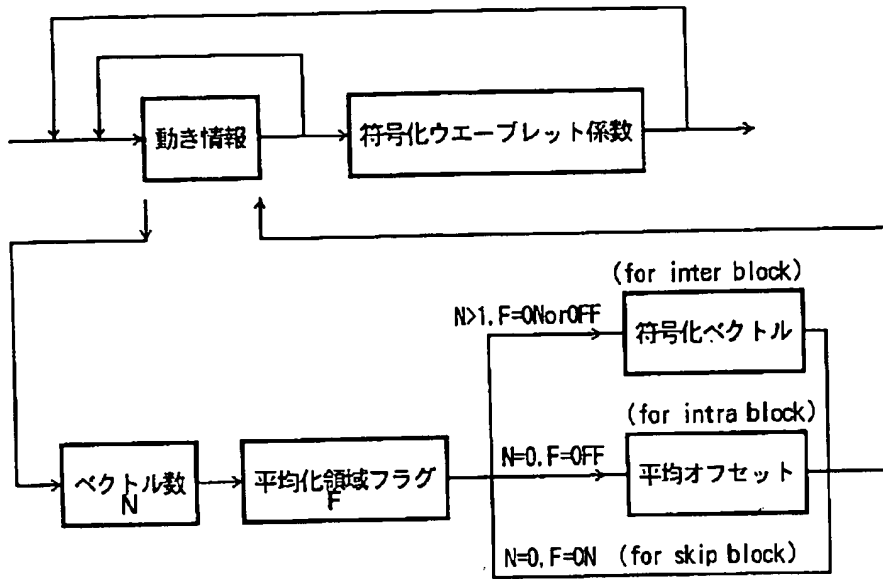 動き情報
符号化ウエーブレット係数
(for inter block)
N>1,F=ONorOFF
符号化ベクトル
(for intra block)
N=0,F=OFF
平均オフセット
ベクトル数
N
平均化領域フラグ
F
N=0,F=ON (for skip block)